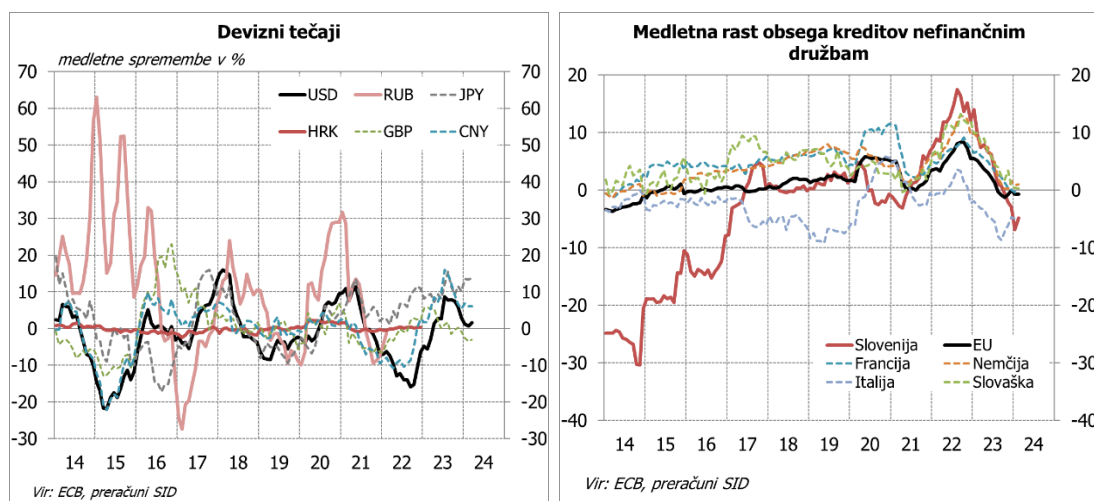 Devizni tečaji
medletne spremembe v %
70
60
50
40
30
20
10
0
-10
-20
-30
USD RUB JPY
HRK GBP CNY
70
60
50
40
30
20
10
0
-10
-20
-30
14 15 16 17 18 19 20 21 22 23 24
Vir: ECB, preračuni SID
Medletna rast obsega kreditov nefinančnim
družbam
20
10
0
-10
-20
-30
-40
Slovenija EU
Francija Nemčija
Italija Slovaška
20
10
0
-10
-20
-30
-40
14 15 16 17 18 19 20 21 22 23 24
Vir: ECB, preračuni SID